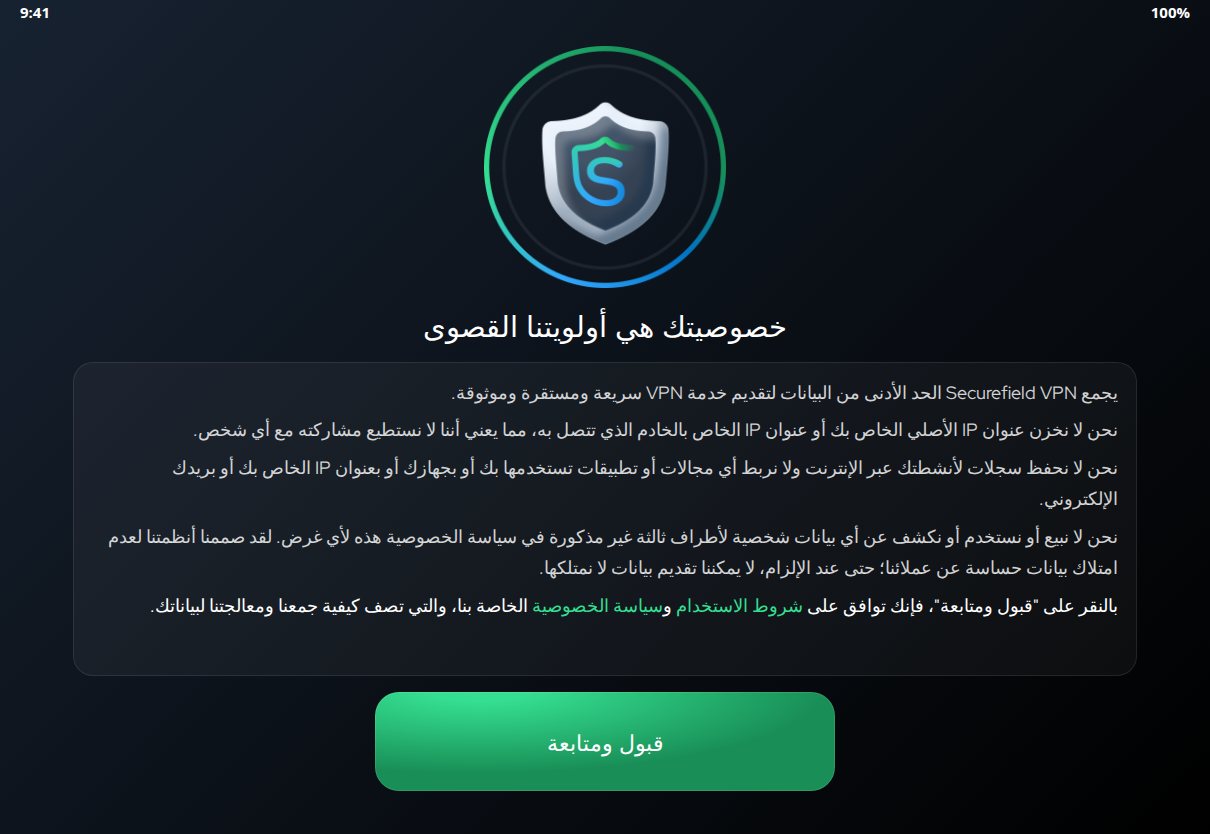 9:41
100%
خصوصيتك هي أولويتنا القصوى
يجمع Securefield VPN الحد الأدنى من البيانات لتقديم خدمة VPN سريعة ومستقرة وموثوقة.
نحن لا نخزن عنوان IP الأصلي الخاص بك أو عنوان IP الخاص بالخادم الذي تتصل به، مما يعني أننا لا نستطيع مشاركته مع أي شخص.
نحن لا نحفظ سجلات لأنشطتك عبر الإنترنت ولا نربط أي مجالات أو تطبيقات تستخدمها بك أو بجهازك أو بعنوان IP الخاص بك أو بريدك
الإلكتروني.
نحن لا نبيع أو نستخدم أو نكشف عن أي بيانات شخصية لأطراف ثالثة غير مذكورة في سياسة الخصوصية هذه لأي غرض. لقد صممنا أنظمتنا لعدم
امتلاك بيانات حساسة عن عملائنا؛ حتى عند الإلزام، لا يمكننا تقديم بيانات لا نمتلكها.
بالنقر على "قبول ومتابعة"، فإنك توافق على شروط الاستخدام وسياسة الخصوصية الخاصة بنا، والتي تصف كيفية جمعنا ومعالجتنا لبياناتك.
قبول ومتابعة